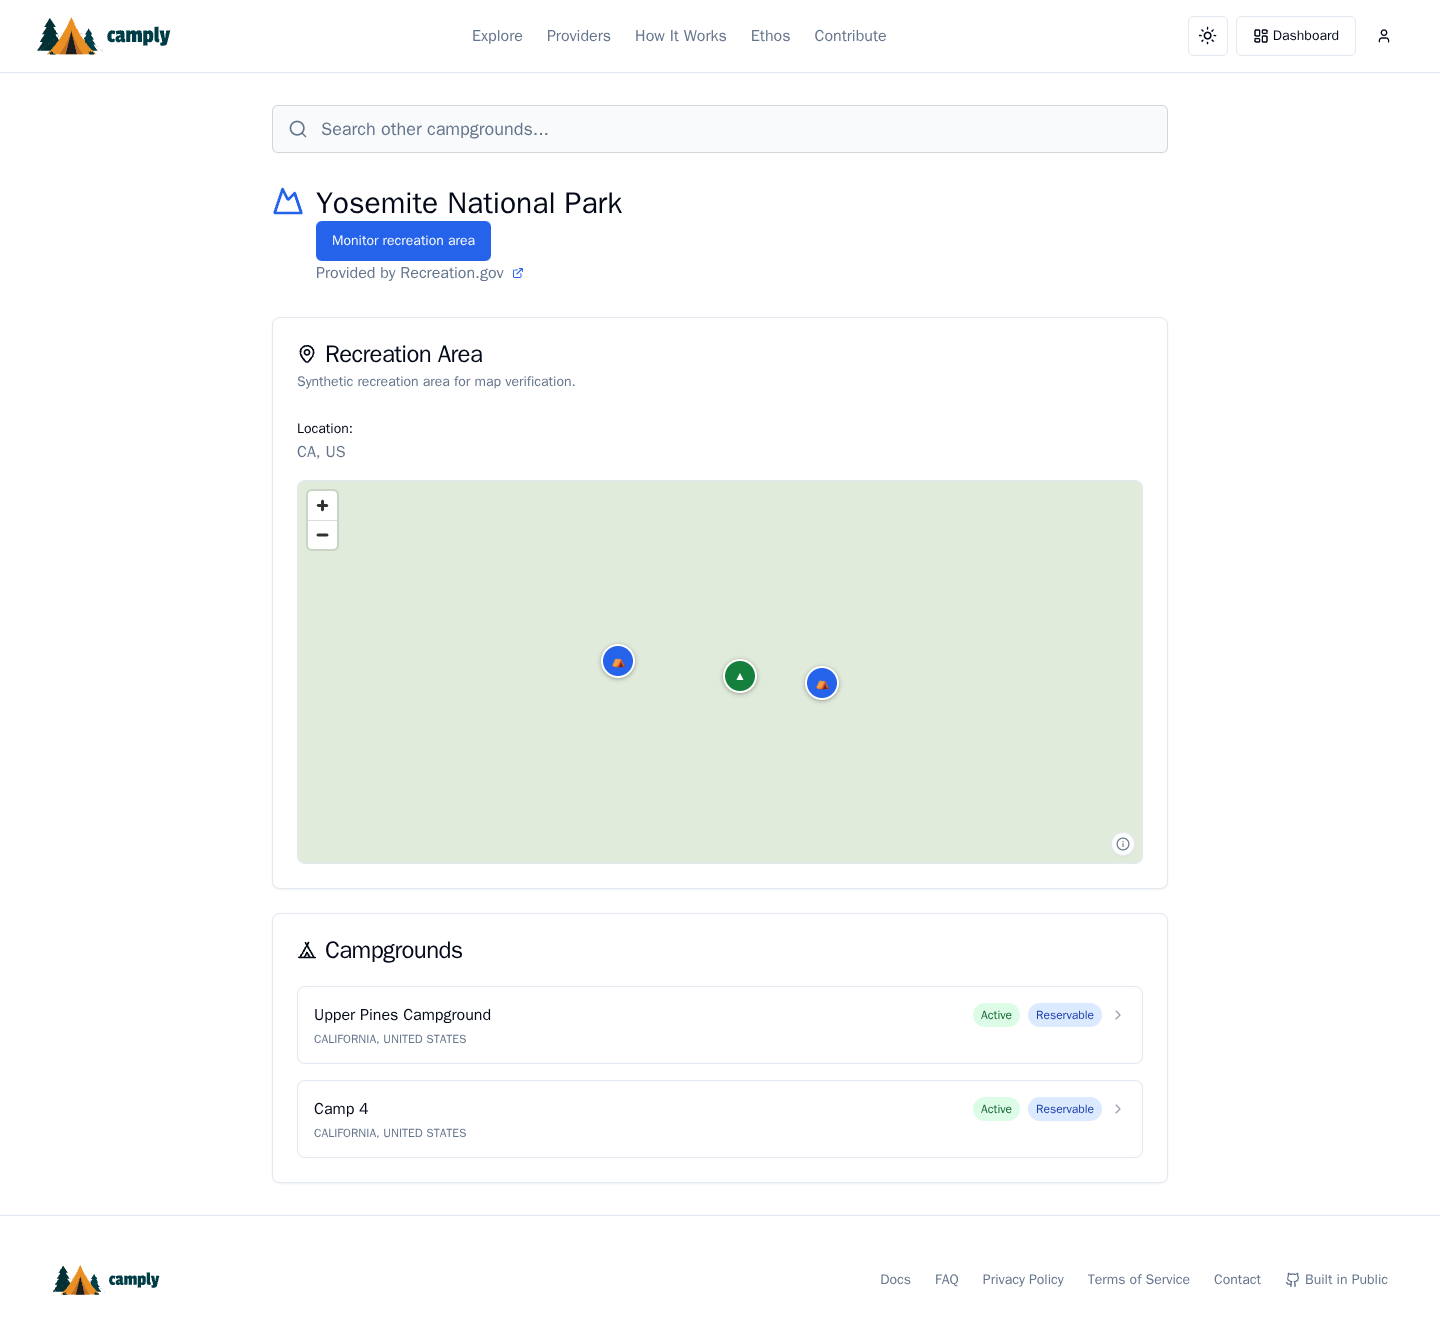 camply
Explore
Providers
How It Works
Ethos
Contribute
Dashboard
Search other campgrounds...
Yosemite National Park
Monitor recreation area
Provided by Recreation.gov
Recreation Area
Synthetic recreation area for map verification.
Location:
CA, US
Campgrounds
Upper Pines Campground
Active
Reservable
CALIFORNIA, UNITED STATES
Camp 4
Active
Reservable
CALIFORNIA, UNITED STATES
camply
Docs
FAQ
Privacy Policy
Terms of Service
Contact
Built in Public